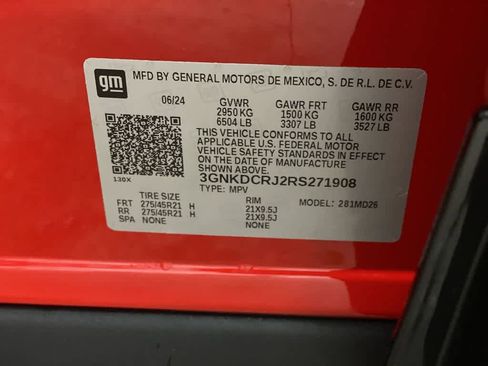 gm
MFD BY GENERAL MOTORS DE MEXICO, S. DE R.L. DE C.V.
06/24 GVWR GAWR FRT GAWR RR
2950 KG 1500 KG 1600 KG
6504 LB 3307 LB 3527 LB
THIS VEHICLE CONFORMS TO ALL
APPLICABLE U.S. FEDERAL MOTOR
VEHICLE SAFETY STANDARDS IN EFFECT
ON THE DATE OF MANUFACTURE SHOWN ABOVE.
130X 3GNKDCRJ2RS271908
TYPE: MPV MODEL: 281MD26
TIRE SIZE RIM
FRT 275/45R21 H 21X9.5J
RR 275/45R21 H 21X9.5J
SPA NONE NONE